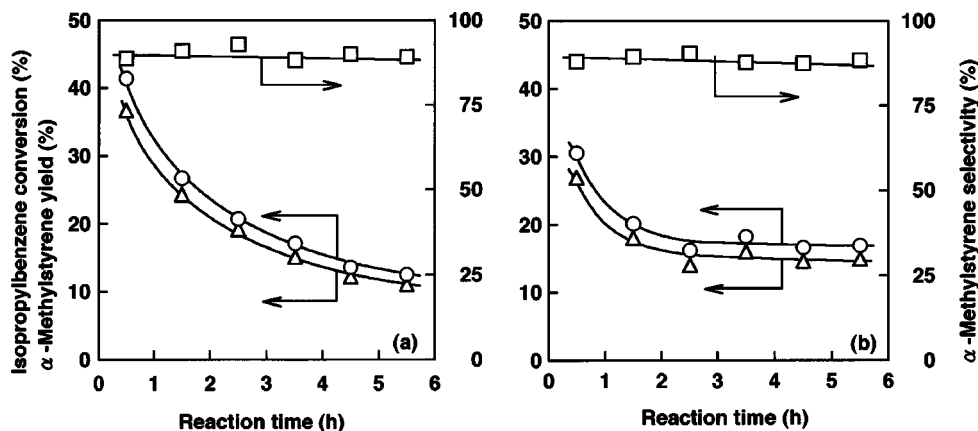 Isopropylbenzene conversion (%)
α-Methylstyrene yield (%)
50
40
30
20
10
0
0 1 2 3 4 5 6
Reaction time (h)
100
75
50
25
0
(a)
50
40
30
20
10
0
0 1 2 3 4 5 6
Reaction time (h)
100
75
50
25
0
(b)
α-Methylstyrene selectivity (%)